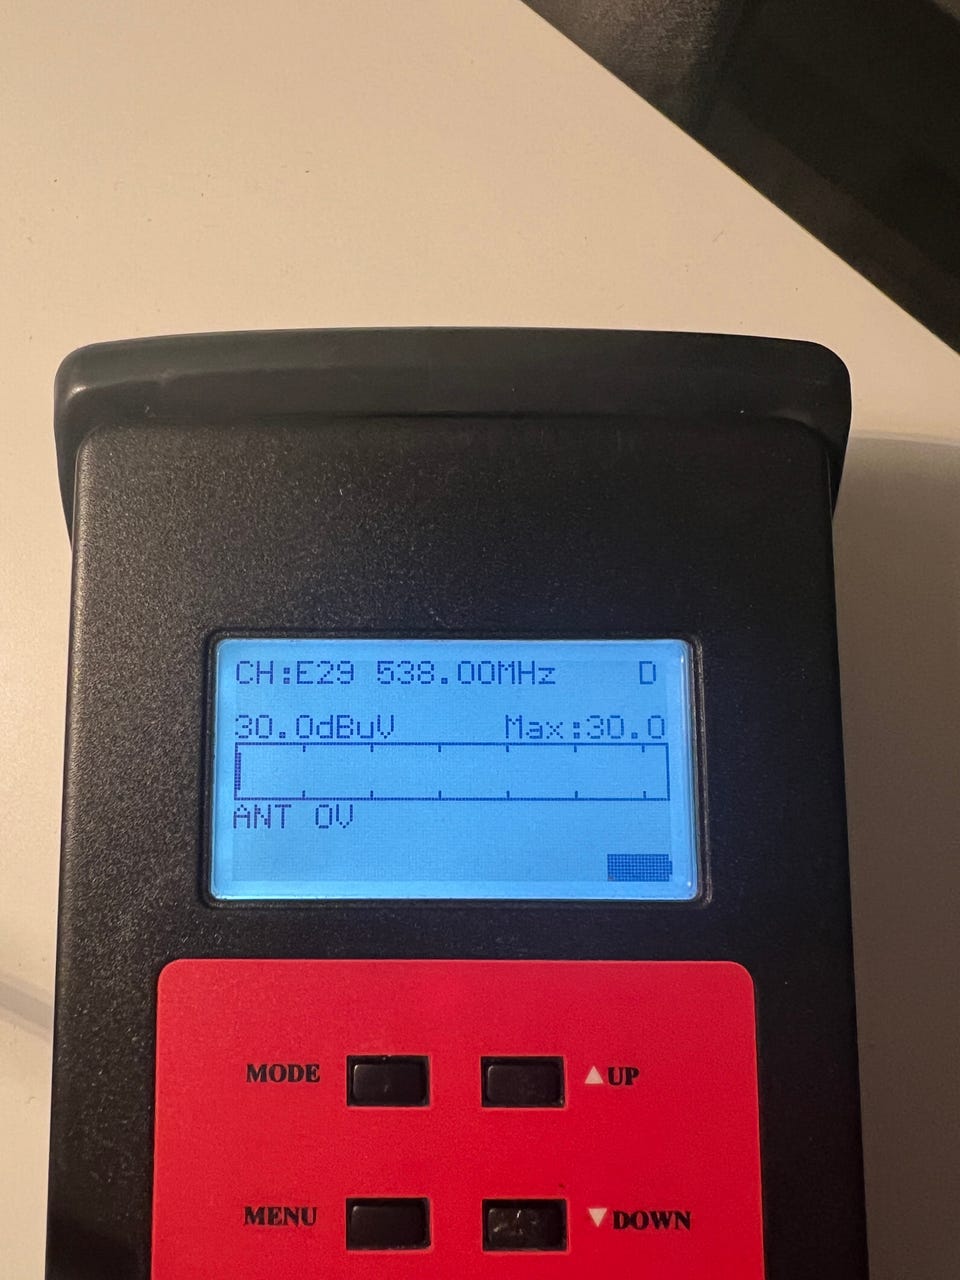 CH:E29 538.00MHz D
30.0dBuV Max:30.0
ANT 0V
MODE ▲UP
MENU ▼DOWN